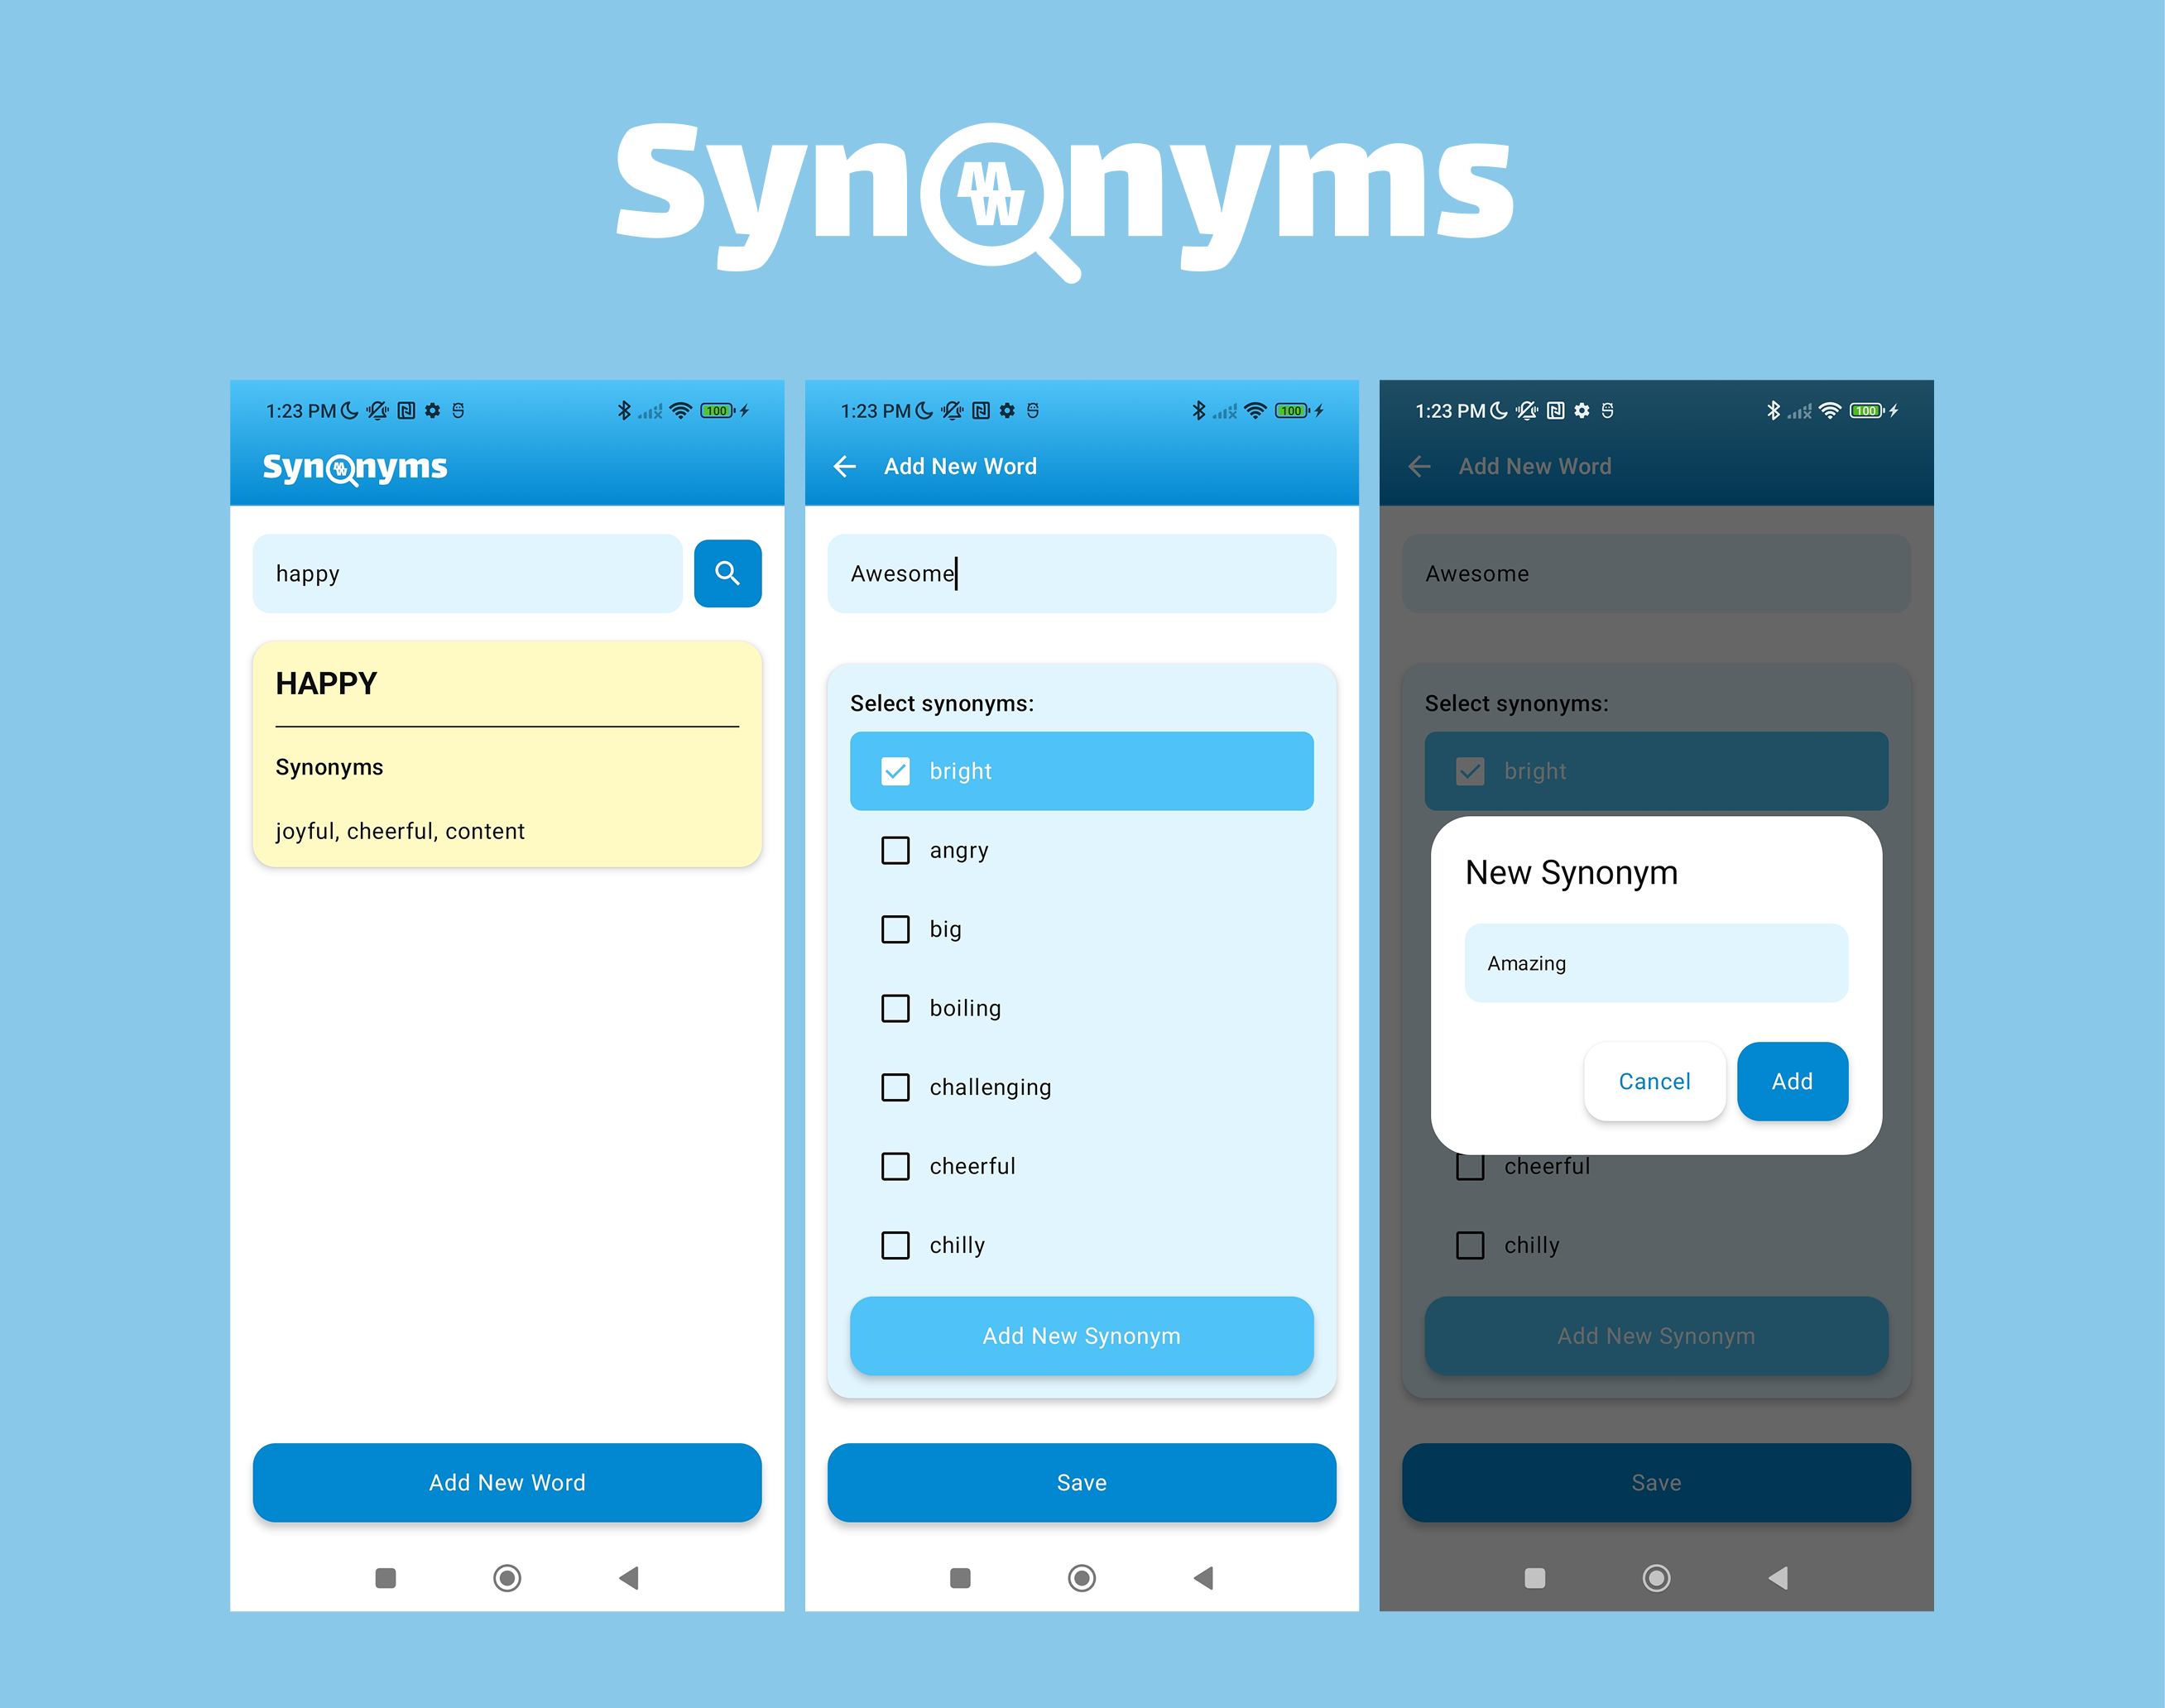 Synonyms
1:23 PM
100
Synonyms
happy
HAPPY
Synonyms
joyful, cheerful, content
Add New Word
1:23 PM
100
Add New Word
Awesome
Select synonyms:
bright
angry
big
boiling
challenging
cheerful
chilly
Add New Synonym
Save
1:23 PM
100
Add New Word
Awesome
Select synonyms:
bright
New Synonym
Amazing
Cancel
Add
cheerful
chilly
Add New Synonym
Save